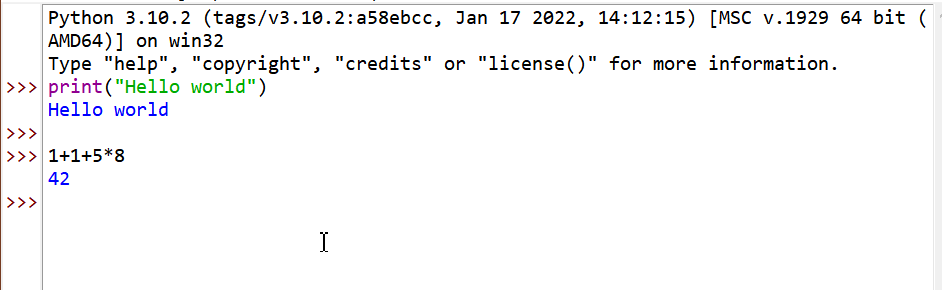 Python 3.10.2 (tags/v3.10.2:a58ebcc, Jan 17 2022, 14:12:15) [MSC v.1929 64 bit (
AMD64)] on win32
Type "help", "copyright", "credits" or "license()" for more information.
>>> print("Hello world")
Hello world
>>>
>>> 1+1+5*8
42
>>>